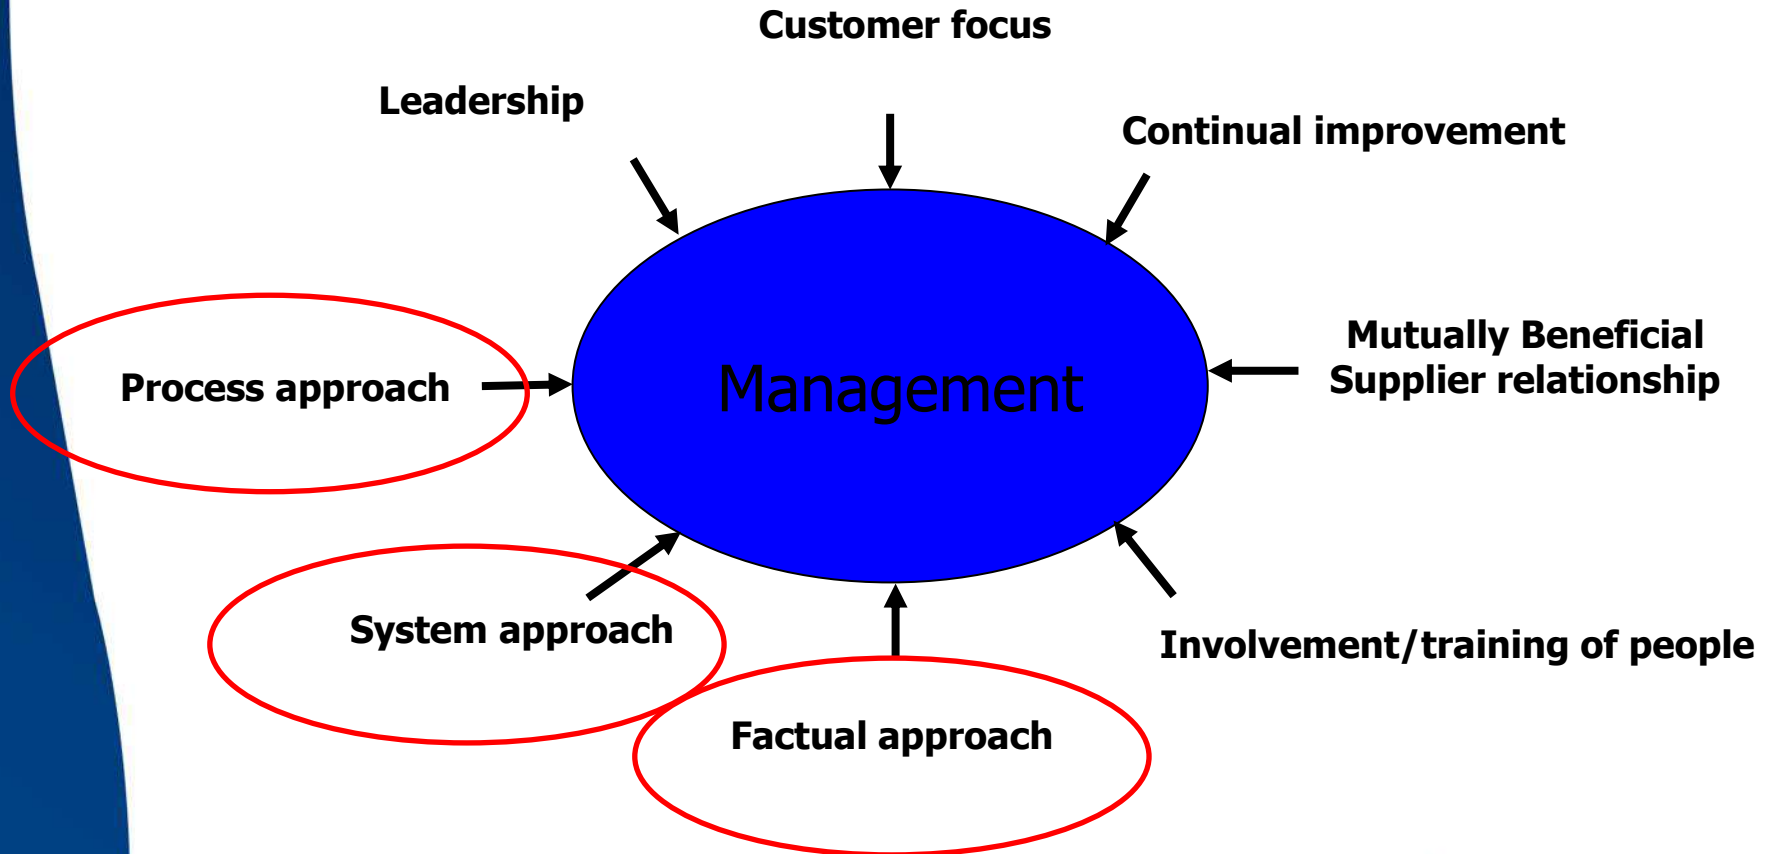 Customer focus
Leadership
Continual improvement
Mutually Beneficial
Supplier relationship
Process approach
Management
System approach
Involvement/training of people
Factual approach